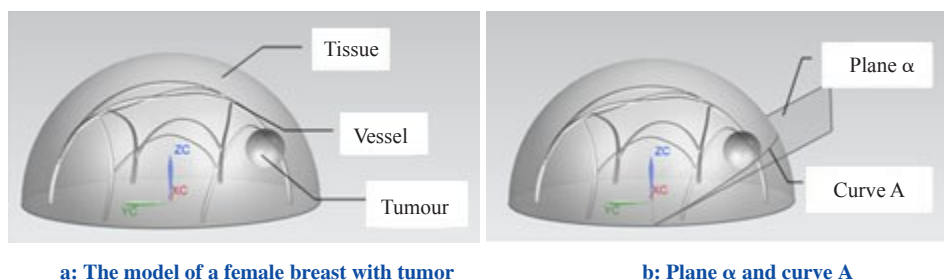 Tissue
Vessel
Tumour
ZC
XC
YC
a: The model of a female breast with tumor
Plane α
Curve A
ZC
XC
YC
b: Plane α and curve A